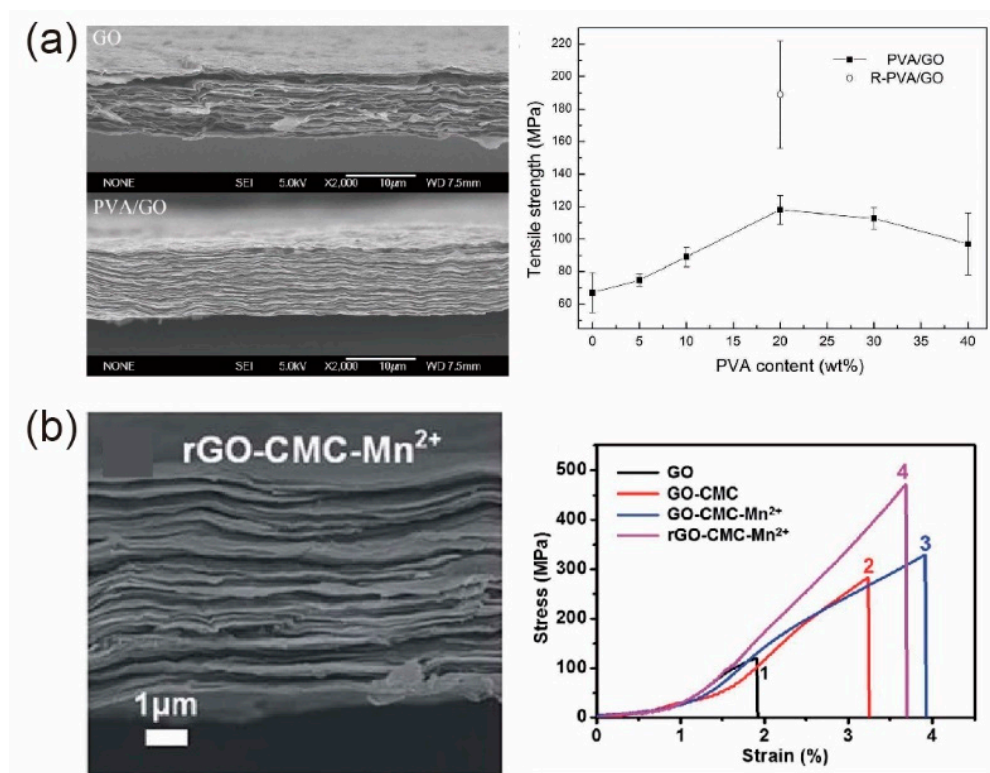 (a)
GO
NONE SEI 5.0kV X2,000 10μm WD 7.5mm
PVA/GO
NONE SEI 5.0kV X2,000 10μm WD 7.5mm
Tensile strength (MPa)
220
200
180
160
140
120
100
80
60
PVA/GO
R-PVA/GO
0 5 10 15 20 25 30 35 40
PVA content (wt%)
(b)
rGO-CMC-Mn²⁺
1μm
Stress (MPa)
500
400
300
200
100
0
GO
GO-CMC
GO-CMC-Mn²⁺
rGO-CMC-Mn²⁺
4
3
2
1
0 1 2 3 4
Strain (%)